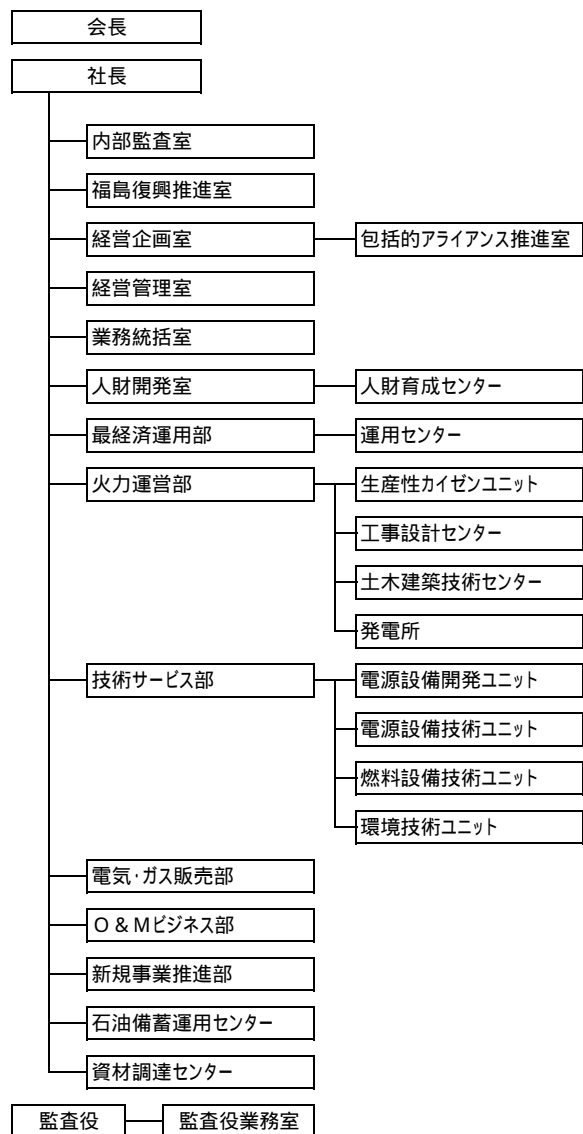 会長
社長
内部監査室
福島復興推進室
経営企画室
包括的アライアンス推進室
経営管理室
業務統括室
人財開発室
人財育成センター
最経済運用部
運用センター
火力運営部
生産性カイゼンユニット
工事設計センター
土木建築技術センター
発電所
技術サービス部
電源設備開発ユニット
電源設備技術ユニット
燃料設備技術ユニット
環境技術ユニット
電気・ガス販売部
O&Mビジネス部
新規事業推進部
石油備蓄運用センター
資材調達センター
監査役
監査役業務室